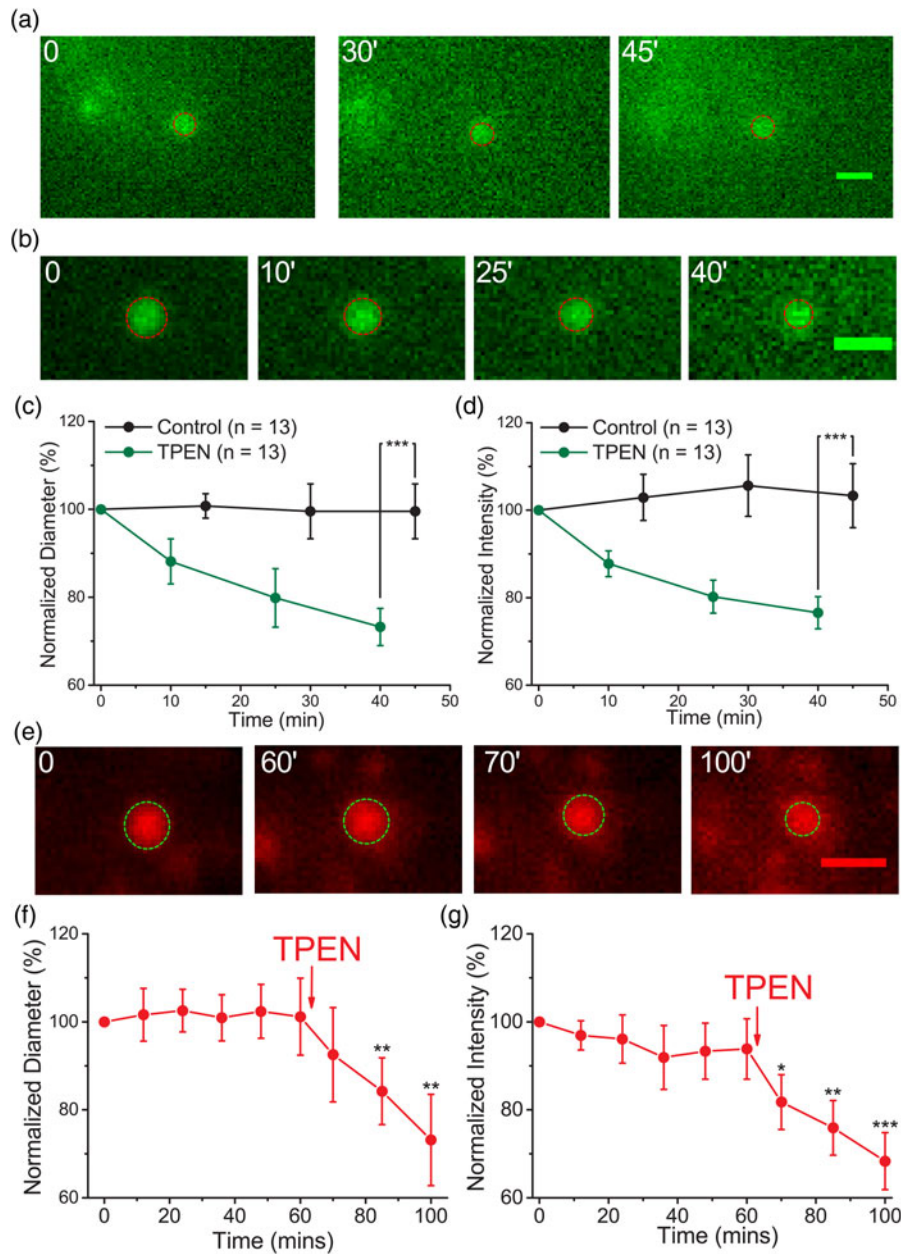 (a)
0 30' 45'
(b)
0 10' 25' 40'
(c) (d)
120
100
80
60
Normalized Diameter (%)
Control (n = 13)
TPEN (n = 13)
***
0 10 20 30 40 50
Time (min)
120
100
80
60
Normalized Intensity (%)
Control (n = 13)
TPEN (n = 13)
***
0 10 20 30 40 50
Time (min)
(e)
0 60' 70' 100'
(f) (g)
120
100
80
60
Normalized Diameter (%)
TPEN
** **
0 20 40 60 80 100
Time (mins)
120
100
80
60
Normalized Intensity (%)
TPEN
* ** ***
0 20 40 60 80 100
Time (mins)